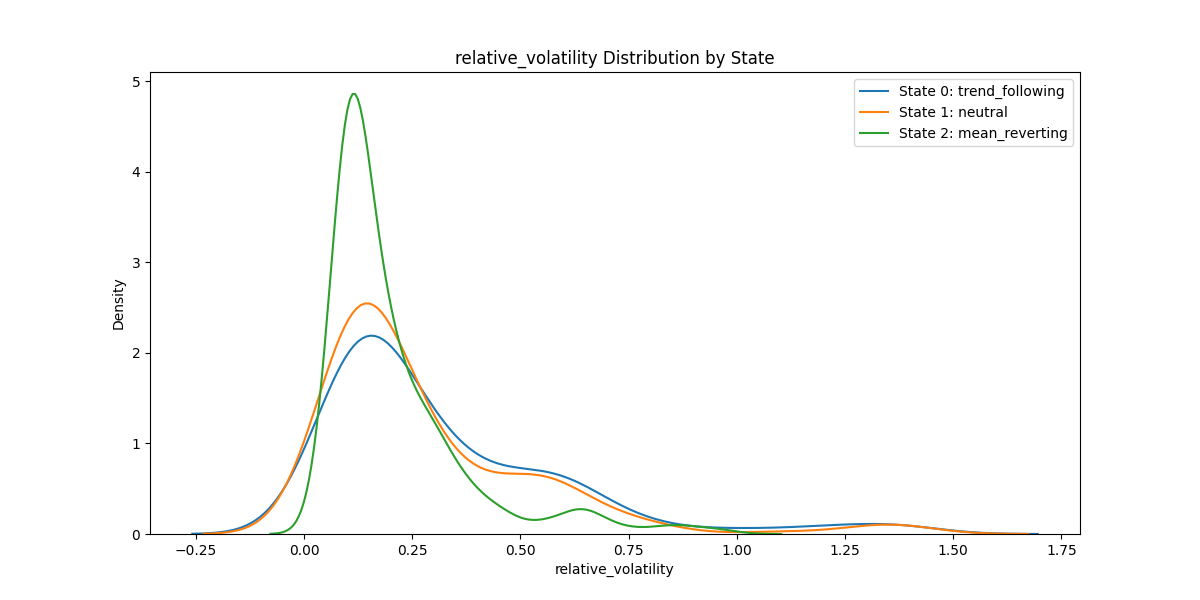 relative_volatility Distribution by State
State 0: trend_following
State 1: neutral
State 2: mean_reverting
Density
5
4
3
2
1
0
−0.25 0.00 0.25 0.50 0.75 1.00 1.25 1.50 1.75
relative_volatility